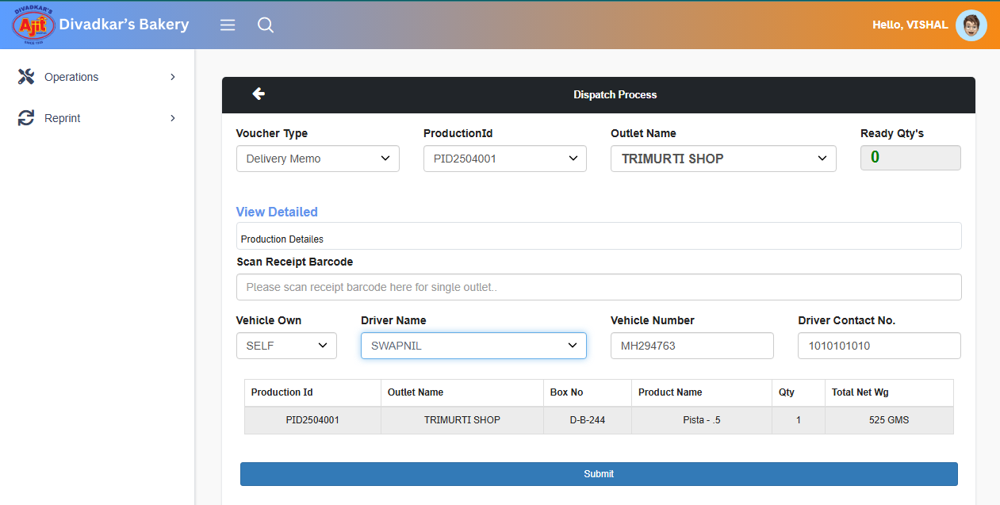 DIVADKAR'S
Ajit
SINCE 1936
Divadkar's Bakery
Hello, VISHAL
Operations
Reprint
Dispatch Process
Voucher Type
ProductionId
Outlet Name
Ready Qty's
Delivery Memo
PID2504001
TRIMURTI SHOP
0
View Detailed
Production Detailes
Scan Receipt Barcode
Please scan receipt barcode here for single outlet..
Vehicle Own
Driver Name
Vehicle Number
Driver Contact No.
SELF
SWAPNIL
MH294763
1010101010
Production Id Outlet Name Box No Product Name Qty Total Net Wg
PID2504001 TRIMURTI SHOP D-B-244 Pista - .5 1 525 GMS
Submit